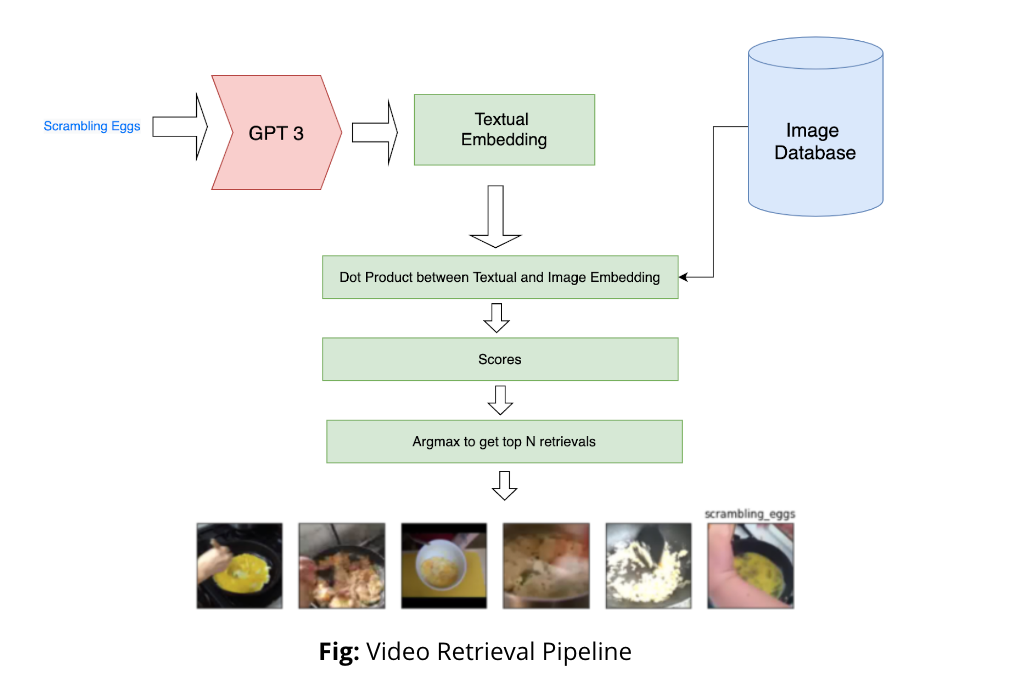 Scrambling Eggs
GPT 3
Textual
Embedding
Image
Database
Dot Product between Textual and Image Embedding
Scores
Argmax to get top N retrievals
scrambling_eggs
Fig: Video Retrieval Pipeline